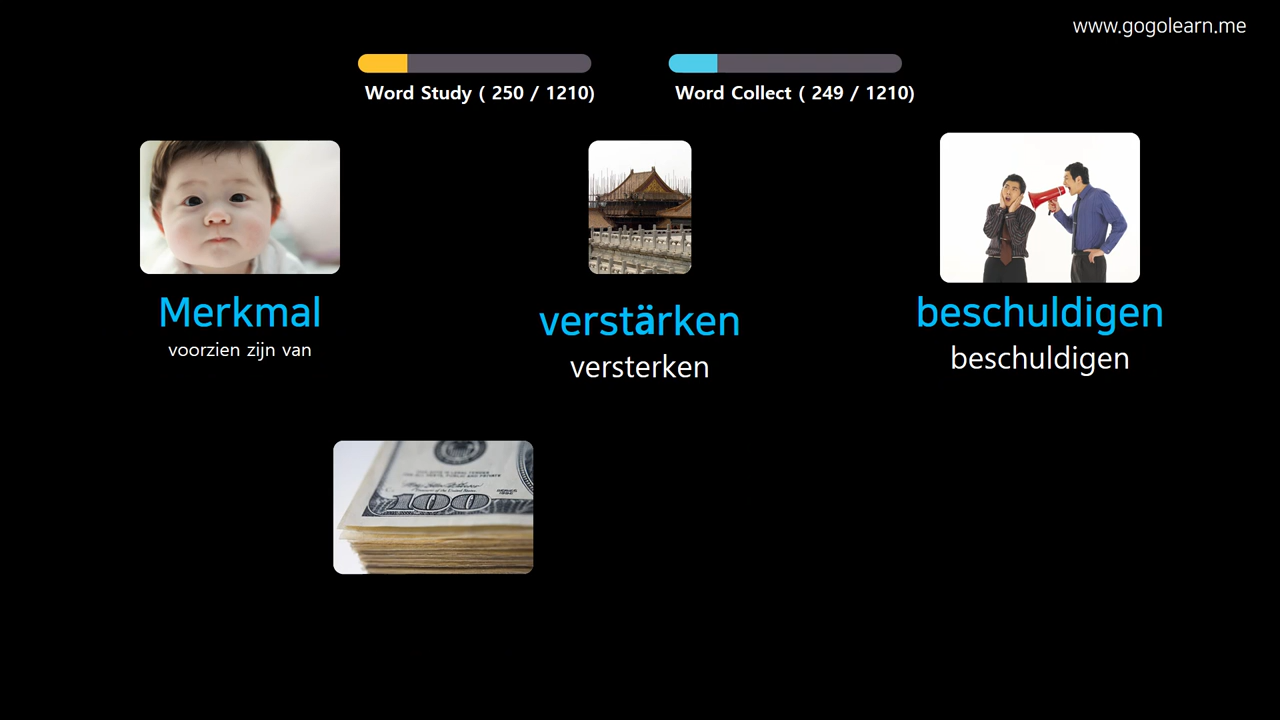 www.gogolearn.me
Word Study ( 250 / 1210)
Word Collect ( 249 / 1210)
Merkmal
voorzien zijn van
verstärken
versterken
beschuldigen
beschuldigen
100